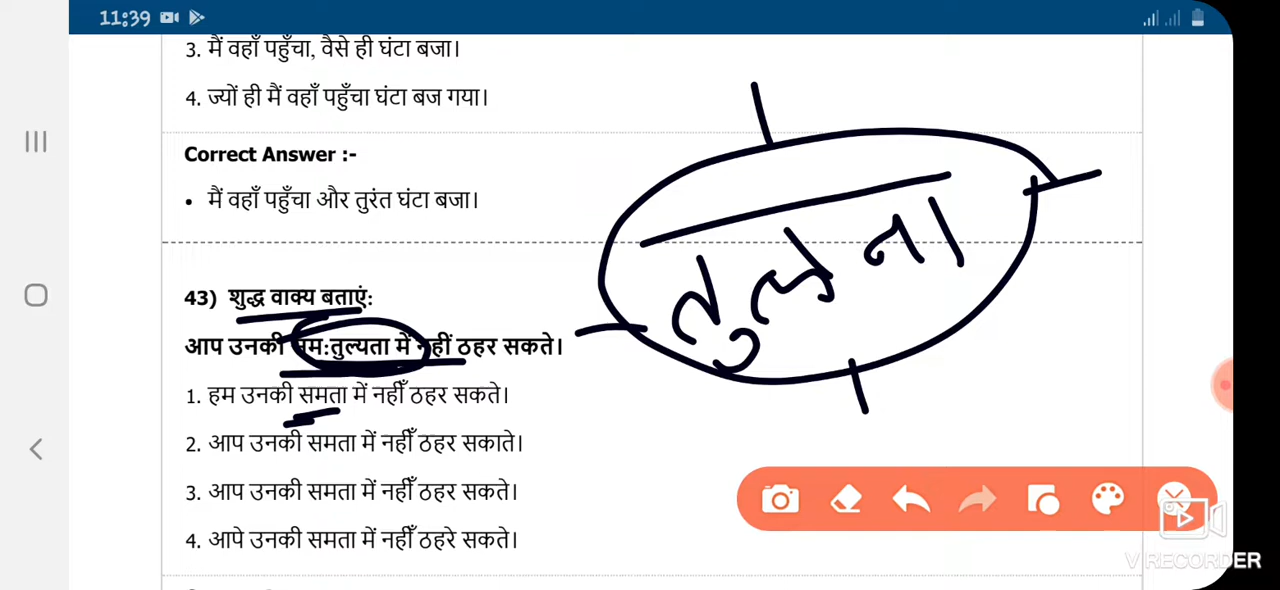 11:39
3. मैं वहाँ पहुँचा, वैसे ही घंटा बजा।
4. ज्यों ही मैं वहाँ पहुँचा घंटा बज गया।
Correct Answer :-
• मैं वहाँ पहुँचा और तुरंत घंटा बजा।
तुलना
43) शुद्ध वाक्य बताएं:
आप उनकी सम:तुल्यता में नहीं ठहर सकते।
1. हम उनकी समता में नहीँ ठहर सकते।
2. आप उनकी समता में नहीँ ठहर सकाते।
3. आप उनकी समता में नहीँ ठहर सकते।
4. आपे उनकी समता में नहीँ ठहरे सकते।
V RECORDER